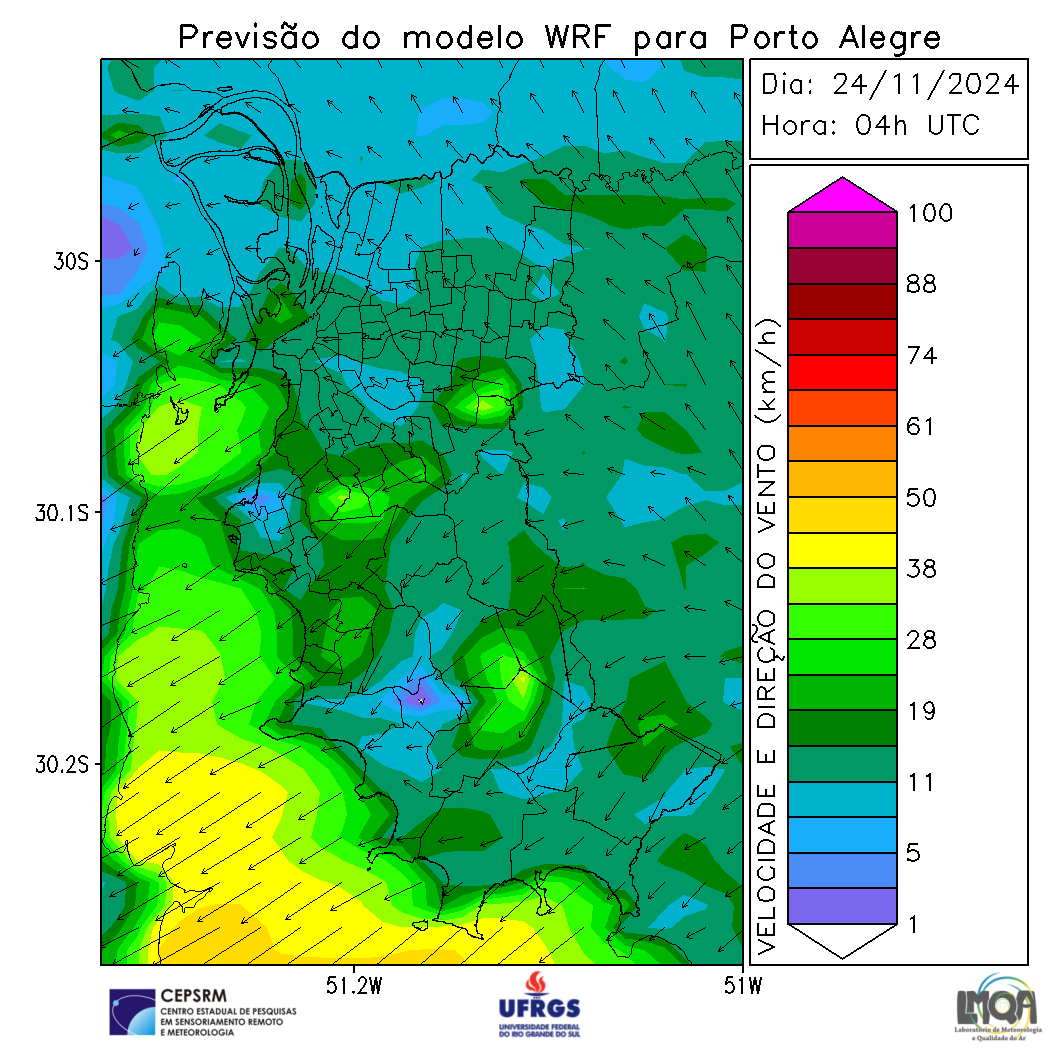 Previsão do modelo WRF para Porto Alegre
Dia: 24/11/2024
Hora: 04h UTC
30S
30.1S
30.2S
51.2W
51W
VELOCIDADE E DIREÇÃO DO VENTO (km/h)
100
88
74
61
50
38
28
19
11
5
1
CEPSRM
CENTRO ESTADUAL DE PESQUISAS
EM SENSORIAMENTO REMOTO
E METEOROLOGIA
UFRGS
UNIVERSIDADE FEDERAL
DO RIO GRANDE DO SUL
LMQA
Laboratório de Meteorologia
e Qualidade do Ar